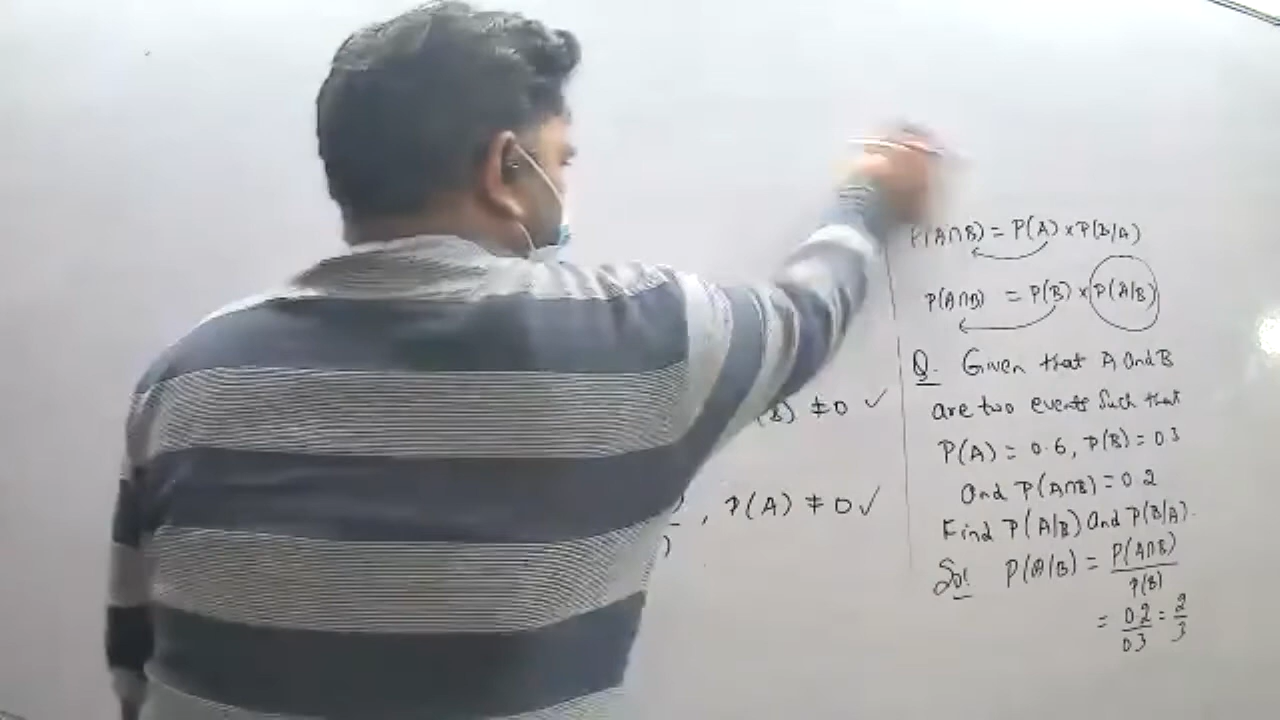 (B) ≠ 0 ✓
, P(A) ≠ 0 ✓
)
P(A∩B) = P(A) x P(B/A)
P(A∩B) = P(B) x P(A/B)
Q. Given that A and B
are two events Such that
P(A) = 0.6, P(B) = 0.3
and P(A∩B) = 0.2
Find P(A/B) and P(B/A).
Sol P(A/B) = P(A∩B)/P(B)
= 0.2/0.3 = 2/3